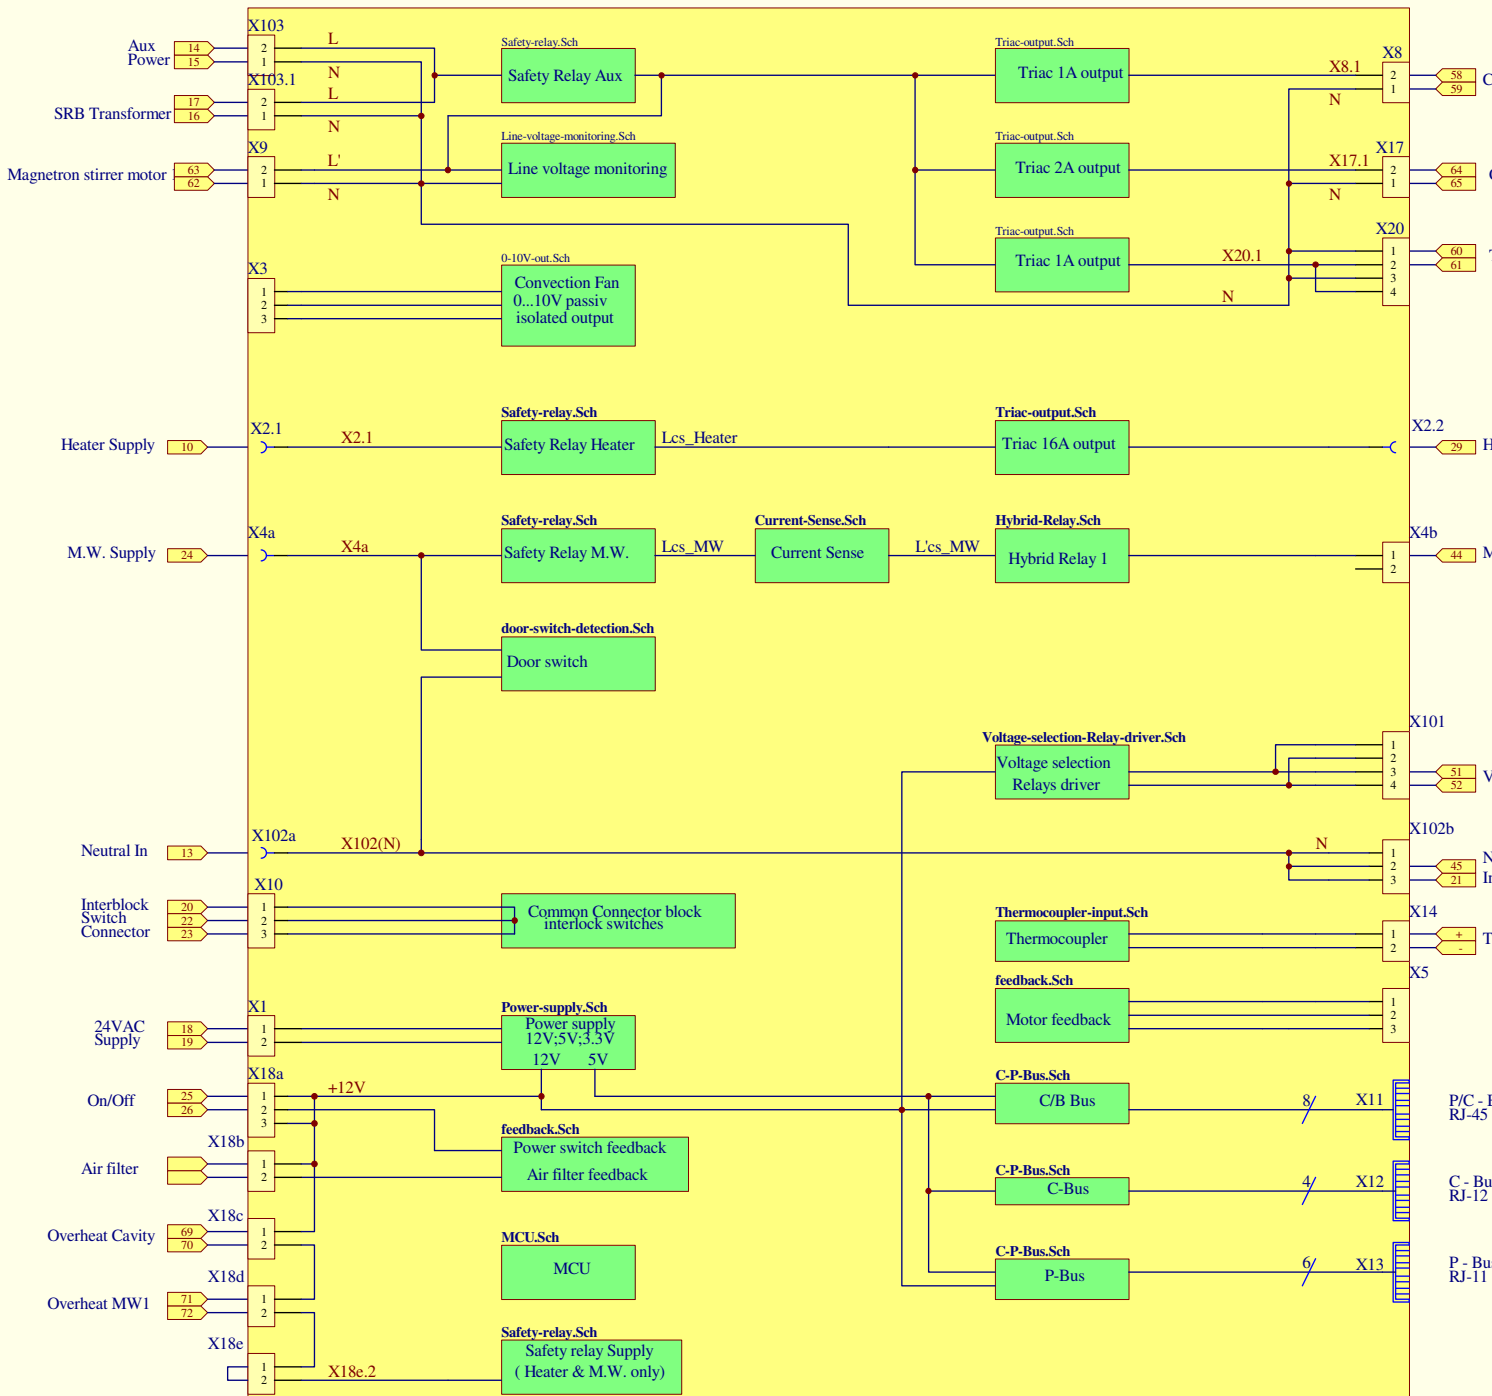 X103
Aux
Power
14
15
2
1
L
N
Safety-relay.Sch
Safety Relay Aux
Triac-output.Sch
Triac 1A output
X8.1
N
X8
2
1
58
59
C
X103.1
SRB Transformer
17
16
2
1
L
N
Line-voltage-monitoring.Sch
Line voltage monitoring
X9
Magnetron stirrer motor
63
62
2
1
L'
N
Triac-output.Sch
Triac 2A output
X17.1
N
X17
2
1
64
65
Triac-output.Sch
Triac 1A output
X20.1
N
X20
1
2
3
4
60
61
X3
1
2
3
0-10V-out.Sch
Convection Fan
0...10V passiv
isolated output
Heater Supply
10
X2.1
X2.1
Safety-relay.Sch
Safety Relay Heater
Lcs_Heater
Triac-output.Sch
Triac 16A output
X2.2
29
H
M.W. Supply
24
X4a
X4a
Safety-relay.Sch
Safety Relay M.W.
Lcs_MW
Current-Sense.Sch
Current Sense
L'cs_MW
Hybrid-Relay.Sch
Hybrid Relay 1
X4b
1
2
44
M
door-switch-detection.Sch
Door switch
Voltage-selection-Relay-driver.Sch
Voltage selection
Relays driver
X101
1
2
3
4
51
52
V
Neutral In
13
X102a
X102(N)
N
X102b
1
2
3
45
21
N
In
Interblock
Switch
Connector
20
22
23
X10
1
2
3
Common Connector block
interlock switches
Thermocoupler-input.Sch
Thermocoupler
X14
1
2
+
-
T
feedback.Sch
Motor feedback
X5
1
2
3
24VAC
Supply
18
19
X1
1
2
Power-supply.Sch
Power supply
12V;5V;3.3V
12V 5V
On/Off
25
26
X18a
1
2
3
+12V
C-P-Bus.Sch
C/B Bus
8
X11
P/C - B
RJ-45
Air filter
X18b
1
2
feedback.Sch
Power switch feedback
Air filter feedback
C-P-Bus.Sch
C-Bus
4
X12
C - Bus
RJ-12
Overheat Cavity
69
70
X18c
1
2
MCU.Sch
MCU
C-P-Bus.Sch
P-Bus
6
X13
P - Bus
RJ-11
Overheat MW1
71
72
X18d
1
2
X18e
1
2
X18e.2
Safety-relay.Sch
Safety relay Supply
( Heater & M.W. only)